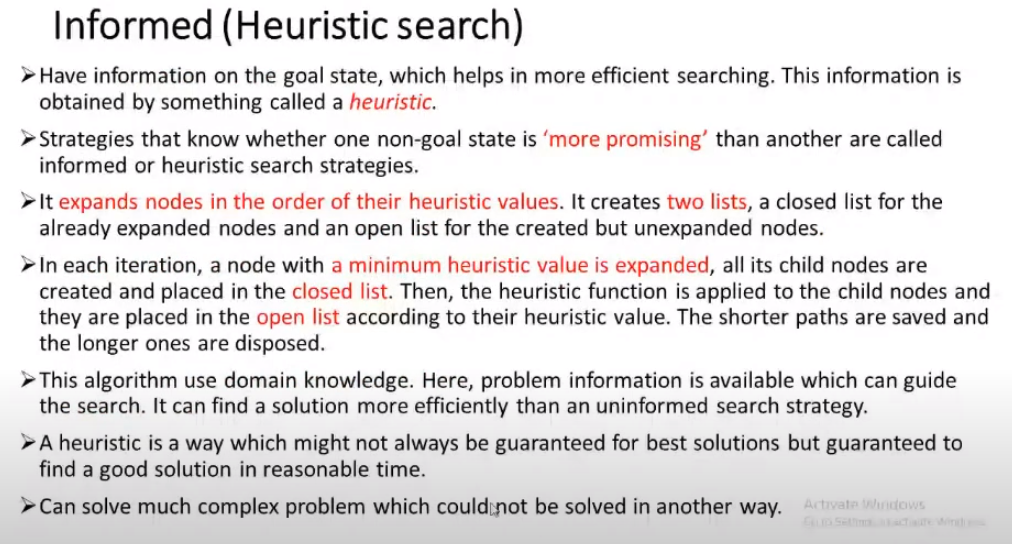 Informed (Heuristic search)
➢Have information on the goal state, which helps in more efficient searching. This information is
obtained by something called a heuristic.
➢Strategies that know whether one non-goal state is ‘more promising’ than another are called
informed or heuristic search strategies.
➢It expands nodes in the order of their heuristic values. It creates two lists, a closed list for the
already expanded nodes and an open list for the created but unexpanded nodes.
➢In each iteration, a node with a minimum heuristic value is expanded, all its child nodes are
created and placed in the closed list. Then, the heuristic function is applied to the child nodes and
they are placed in the open list according to their heuristic value. The shorter paths are saved and
the longer ones are disposed.
➢This algorithm use domain knowledge. Here, problem information is available which can guide
the search. It can find a solution more efficiently than an uninformed search strategy.
➢A heuristic is a way which might not always be guaranteed for best solutions but guaranteed to
find a good solution in reasonable time.
➢Can solve much complex problem which could not be solved in another way.
Activate Windows